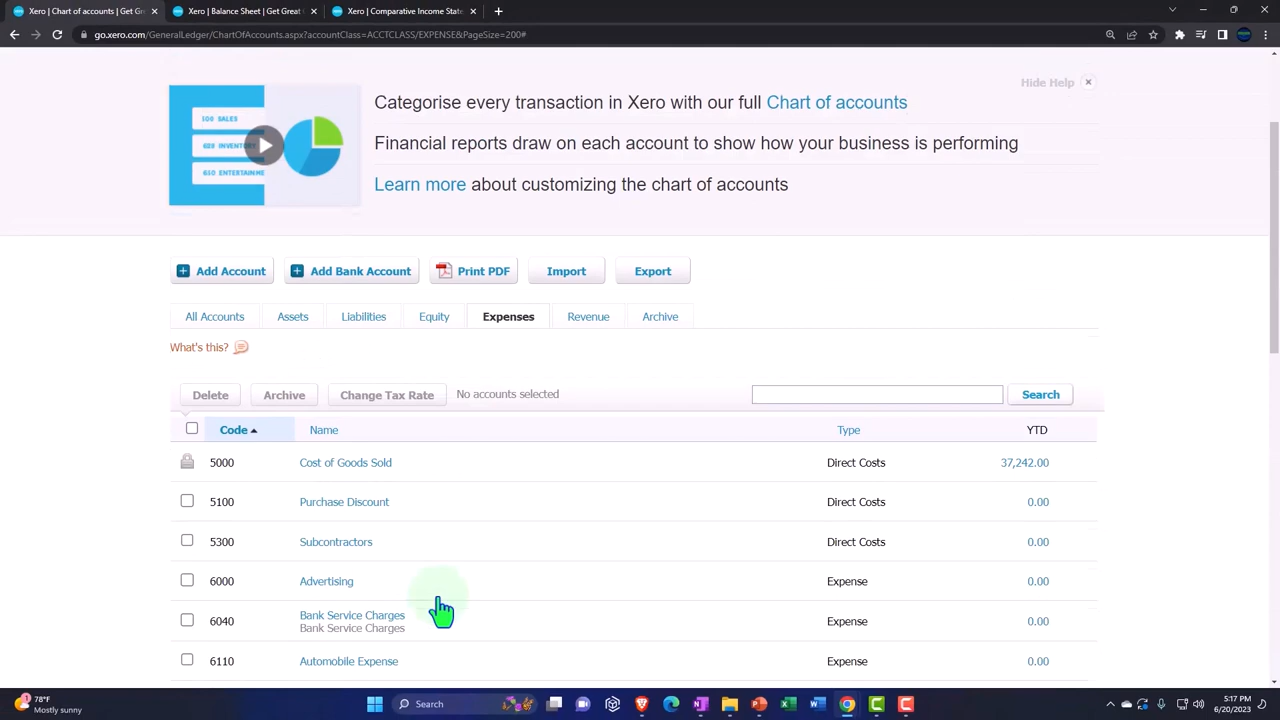 Xero | Chart of accounts | Get Gre
Xero | Balance Sheet | Get Great G
Xero | Comparative Income State
go.xero.com/GeneralLedger/ChartOfAccounts.aspx?accountClass=ACCTCLASS/EXPENSE&PageSize=200#
Hide Help
100 SALES
Categorise every transaction in Xero with our full Chart of accounts
Financial reports draw on each account to show how your business is performing
Learn more about customizing the chart of accounts
Add Account
Add Bank Account
Print PDF
Import
Export
All Accounts
Assets
Liabilities
Equity
Expenses
Revenue
Archive
What's this?
Delete
Archive
Change Tax Rate
No accounts selected
Search
Code Name Type YTD
5000 Cost of Goods Sold Direct Costs 37,242.00
5100 Purchase Discount Direct Costs 0.00
5300 Subcontractors Direct Costs 0.00
6000 Advertising Expense 0.00
6040 Bank Service Charges Expense 0.00
Bank Service Charges
6110 Automobile Expense Expense 0.00
78°F
Mostly sunny
Search
5:17 PM
6/20/2023